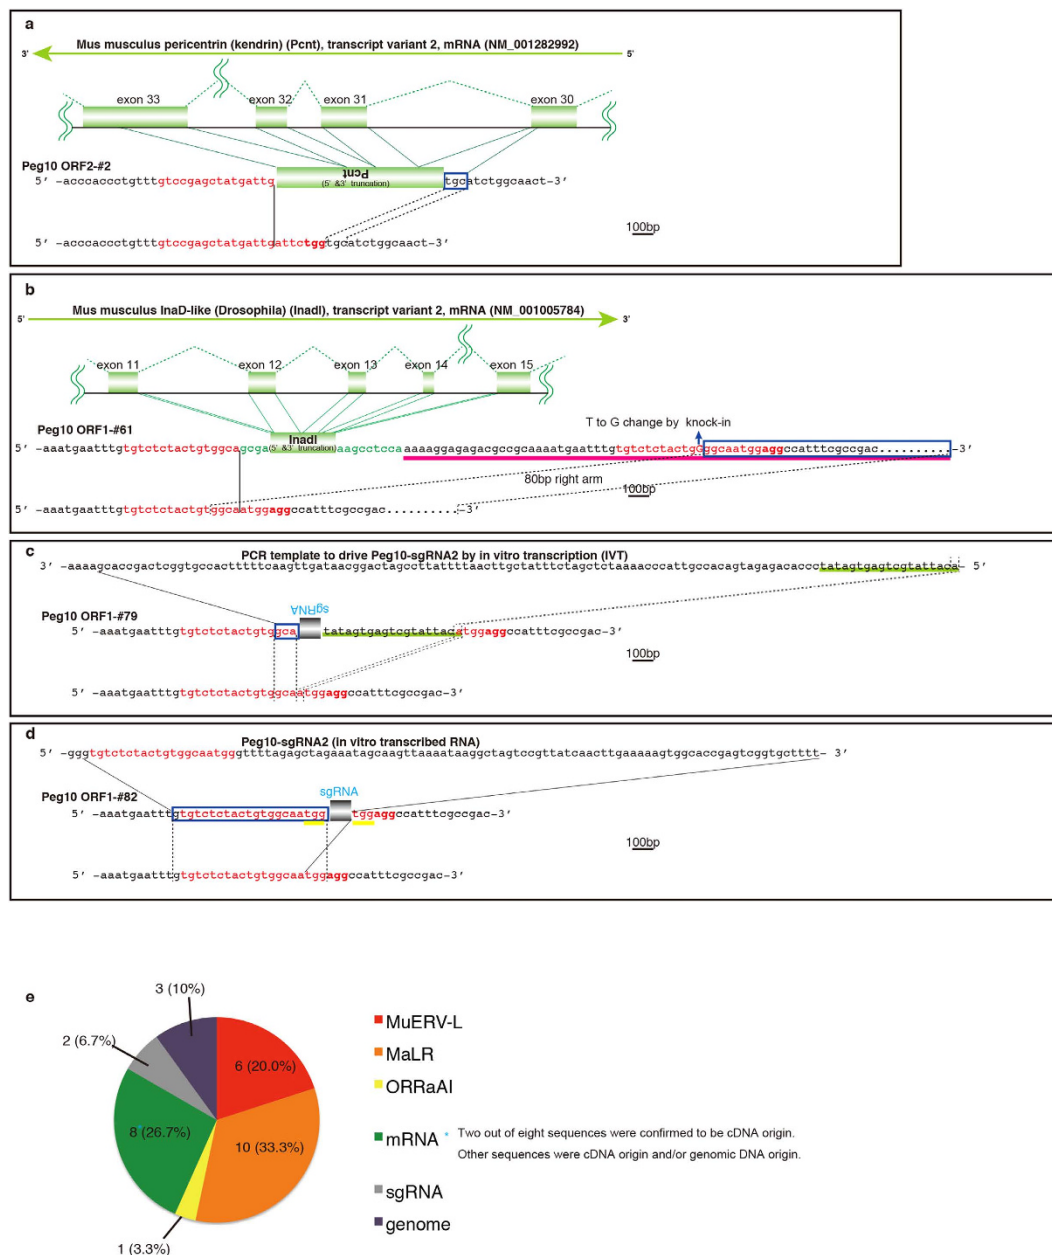 a
Mus musculus pericentrin (kendrin) (Pcnt), transcript variant 2, mRNA (NM_001282992)
3' 5'
exon 33 exon 32 exon 31 exon 30
Peg10 ORF2-#2
Pcnt
(5' &3' truncation)
5' -acccaccctgtttgtccgagctatgattg tgcatctggcaact-3'
100bp
5' -acccaccctgtttgtccgagctatgattgattctggtgcatctggcaact-3'
b
Mus musculus InaD-like (Drosophila) (Inadl), transcript variant 2, mRNA (NM_001005784)
5' 3'
exon 11 exon 12 exon 13 exon 14 exon 15
T to G change by knock-in
Peg10 ORF1-#61
Inadl
(5' &3' truncation)
5' -aaatgaatttgtgtctctactgtggcagcga aagcctccaaaaaggagagacgccgcaaaatgaatttgtgtctctactgGggcaatggaggccatttcgccgac..........-3'
80bp right arm
100bp
5' -aaatgaatttgtgtctctactgtggcaatggaggccatttcgccgac..........-3'
c
PCR template to drive Peg10-sgRNA2 by in vitro transcription (IVT)
3' -aaaagcaccgactcggtgccactttttcaagttgataacggactagccttattttaacttgctatttctagctctaaaacccattgccacagtagagacaccctatagtgagtcgtattaca- 5'
Peg10 ORF1-#79
sgRNA
5' -aaatgaatttgtgtctctactgtggca tatagtgagtcgtattacatggaggccatttcgccgac-3'
100bp
5' -aaatgaatttgtgtctctactgtggcaatggaggccatttcgccgac-3'
d
Peg10-sgRNA2 (in vitro transcribed RNA)
5' -gggtgtctctactgtggcaatgggttttagagctagaaatagcaagttaaaataaggctagtccgttatcaacttgaaaaagtggcaccgagtcggtgctttt- 3'
sgRNA
Peg10 ORF1-#82
5' -aaatgaatttgtgtctctactgtggcaatgg tggaggccatttcgccgac-3'
100bp
5' -aaatgaatttgtgtctctactgtggcaatggaggccatttcgccgac-3'
e
3 (10%)
2 (6.7%)
6 (20.0%)
8 (26.7%)
10 (33.3%)
1 (3.3%)
MuERV-L
MaLR
ORRaAI
mRNA * Two out of eight sequences were confirmed to be cDNA origin.
Other sequences were cDNA origin and/or genomic DNA origin.
sgRNA
genome